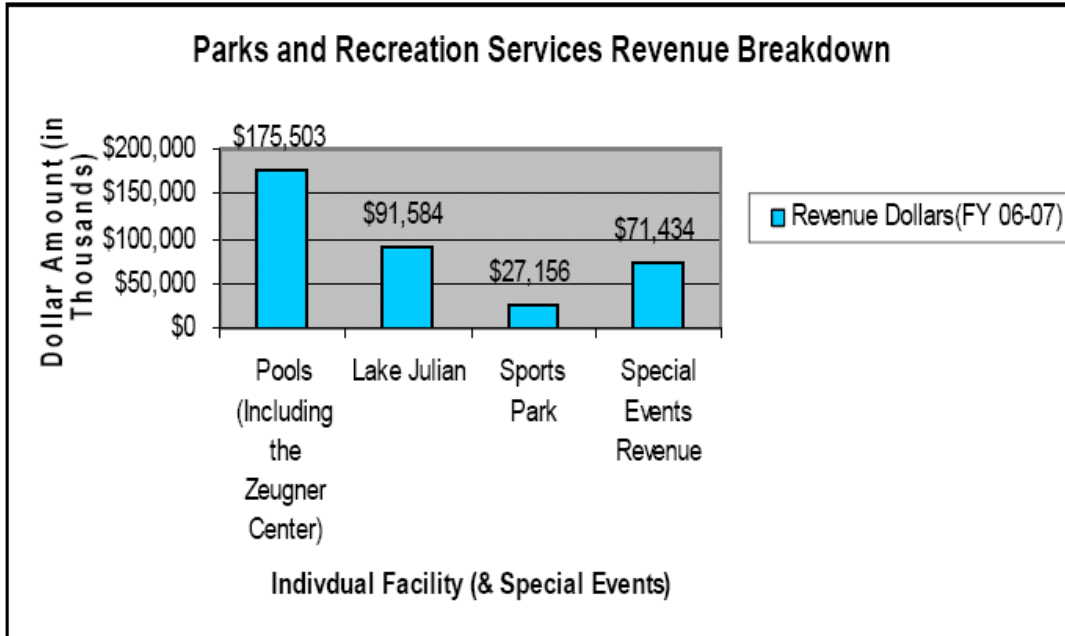 Parks and Recreation Services Revenue Breakdown
Dollar Amount (in
Thousands)
$200,000
$150,000
$100,000
$50,000
$0
$175,503
$91,584
$27,156
$71,434
Pools
(Including
the
Zeugner
Center)
Lake Julian
Sports
Park
Special
Events
Revenue
Indivdual Facility (& Special Events)
Revenue Dollars(FY 06-07)